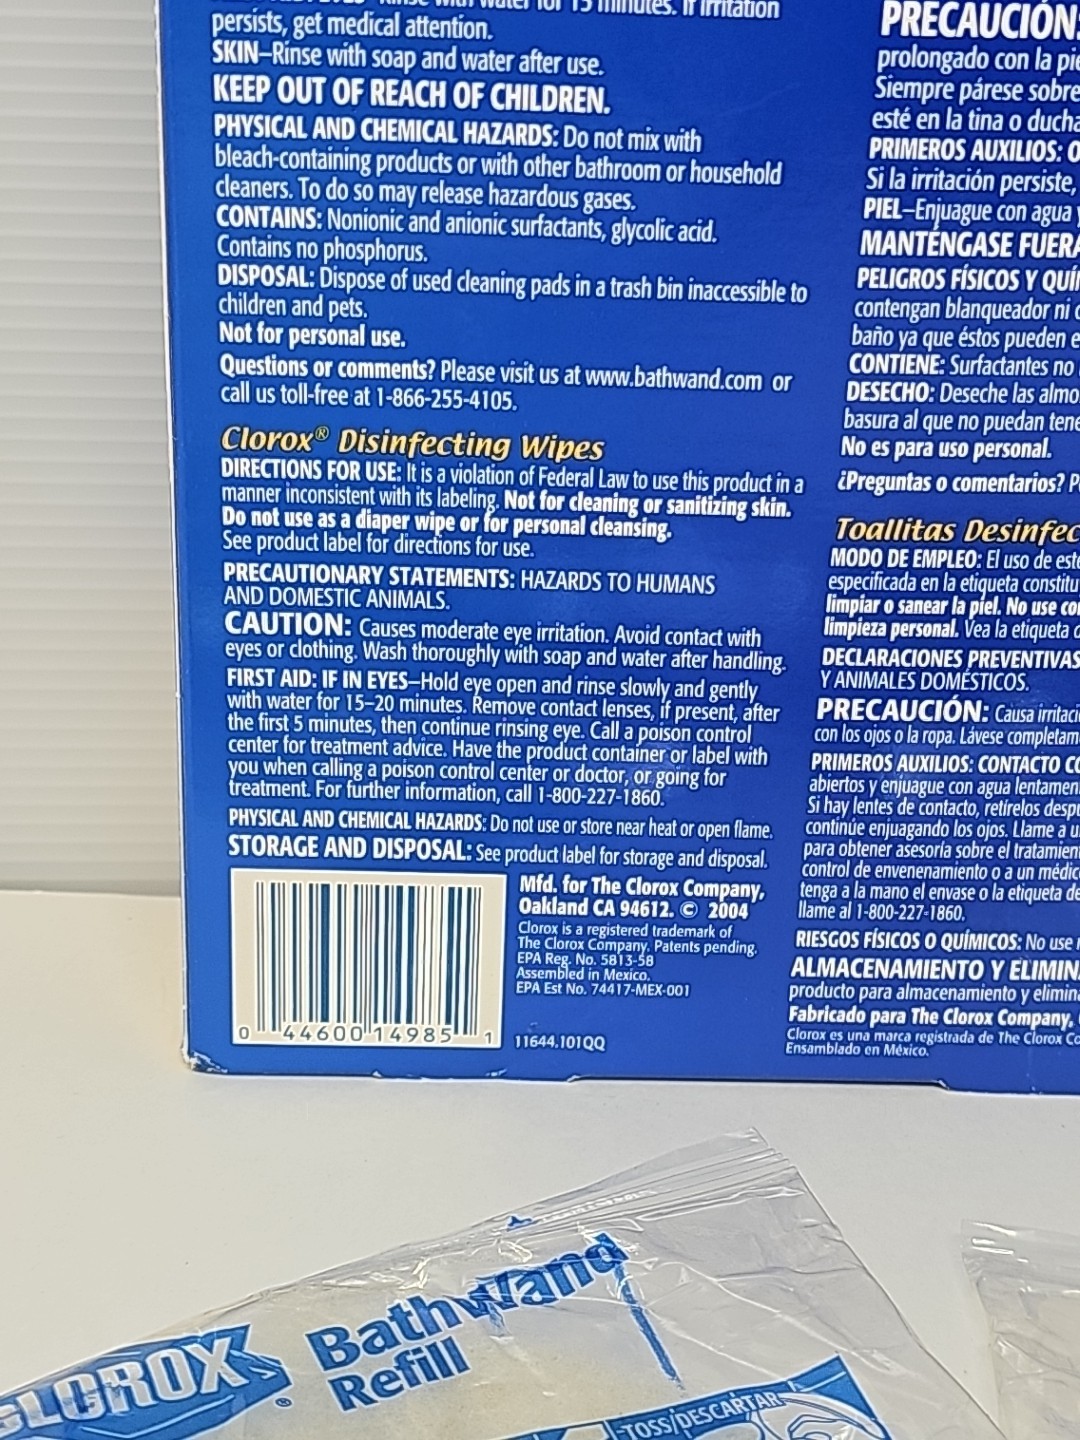 Rinse with water for 15 minutes. If irritation
persists, get medical attention.
SKIN–Rinse with soap and water after use.
KEEP OUT OF REACH OF CHILDREN.
PHYSICAL AND CHEMICAL HAZARDS: Do not mix with
bleach-containing products or with other bathroom or household
cleaners. To do so may release hazardous gases.
CONTAINS: Nonionic and anionic surfactants, glycolic acid.
Contains no phosphorus.
DISPOSAL: Dispose of used cleaning pads in a trash bin inaccessible to
children and pets.
Not for personal use.
Questions or comments? Please visit us at www.bathwand.com or
call us toll-free at 1-866-255-4105.
Clorox® Disinfecting Wipes
DIRECTIONS FOR USE: It is a violation of Federal Law to use this product in a
manner inconsistent with its labeling. Not for cleaning or sanitizing skin.
Do not use as a diaper wipe or for personal cleansing.
See product label for directions for use.
PRECAUTIONARY STATEMENTS: HAZARDS TO HUMANS
AND DOMESTIC ANIMALS.
CAUTION: Causes moderate eye irritation. Avoid contact with
eyes or clothing. Wash thoroughly with soap and water after handling.
FIRST AID: IF IN EYES–Hold eye open and rinse slowly and gently
with water for 15–20 minutes. Remove contact lenses, if present, after
the first 5 minutes, then continue rinsing eye. Call a poison control
center for treatment advice. Have the product container or label with
you when calling a poison control center or doctor, or going for
treatment. For further information, call 1-800-227-1860.
PHYSICAL AND CHEMICAL HAZARDS: Do not use or store near heat or open flame.
STORAGE AND DISPOSAL: See product label for storage and disposal.
Mfd. for The Clorox Company,
Oakland CA 94612. © 2004
Clorox is a registered trademark of
The Clorox Company. Patents pending.
EPA Reg. No. 5813-58
Assembled in Mexico.
EPA Est No. 74417-MEX-001
0 44600 14985 1
11644.101QQ
PRECAUCIÓN:
prolongado con la
Siempre párese sobre
esté en la tina o ducha
PRIMEROS AUXILIOS:
Si la irritación persiste,
PIEL–Enjuague con agua y
MANTÉNGASE FUERA
PELIGROS FÍSICOS Y
contengan blanqueador ni
baño ya que éstos pueden
CONTIENE: Surfactantes no
DESECHO: Deseche las
basura al que no puedan
No es para uso personal.
¿Preguntas o comentarios?
Toallitas
MODO DE EMPLEO: El uso de
especificada en la etiqueta
limpiar o sanear la piel. No use
limpieza personal. Vea la etiqueta
DECLARACIONES PREVENTIVAS
Y ANIMALES DOMÉSTICOS.
PRECAUCIÓN: Causa
con los ojos o la ropa. Lávese
PRIMEROS AUXILIOS: CONTACTO
abiertos y enjuague con agua
Si hay lentes de contacto, retírelos
continúe enjuagando los ojos. Llame a
para obtener asesoría sobre el
control de envenenamiento o a un
tenga a la mano el envase o la etiqueta
llame al 1-800-227-1860.
RIESGOS FÍSICOS O QUÍMICOS: No use
ALMACENAMIENTO Y
producto para almacenamiento y
Fabricado para The Clorox Company.
Clorox es una marca registrada de The Clorox
Ensamblado en México.
CLOROX®
BathWand
Refill
TOSS/DESCARTAR